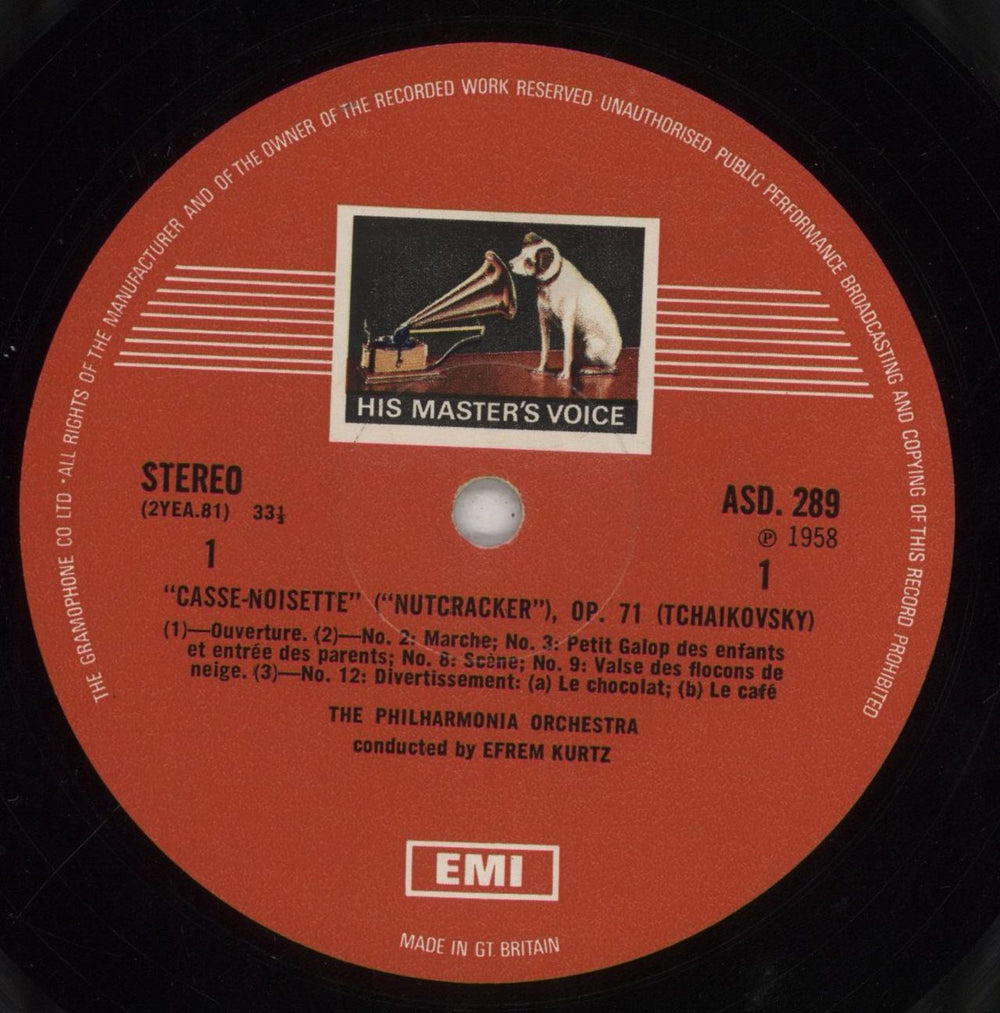 THE GRAMOPHONE CO LTD · ALL RIGHTS OF THE MANUFACTURER AND OF THE OWNER OF THE RECORDED WORK RESERVED · UNAUTHORISED PUBLIC PERFORMANCE BROADCASTING AND COPYING OF THIS RECORD PROHIBITED
HIS MASTER'S VOICE
STEREO
(2YEA.81) 33⅓
1
ASD. 289
℗ 1958
1
“CASSE-NOISETTE” (“NUTCRACKER”), OP. 71 (TCHAIKOVSKY)
(1)—Ouverture. (2)—No. 2: Marche; No. 3: Petit Galop des enfants
et entrée des parents; No. 8: Scène; No. 9: Valse des flocons de
neige. (3)—No. 12: Divertissement: (a) Le chocolat; (b) Le café
THE PHILHARMONIA ORCHESTRA
conducted by EFREM KURTZ
EMI
MADE IN GT. BRITAIN